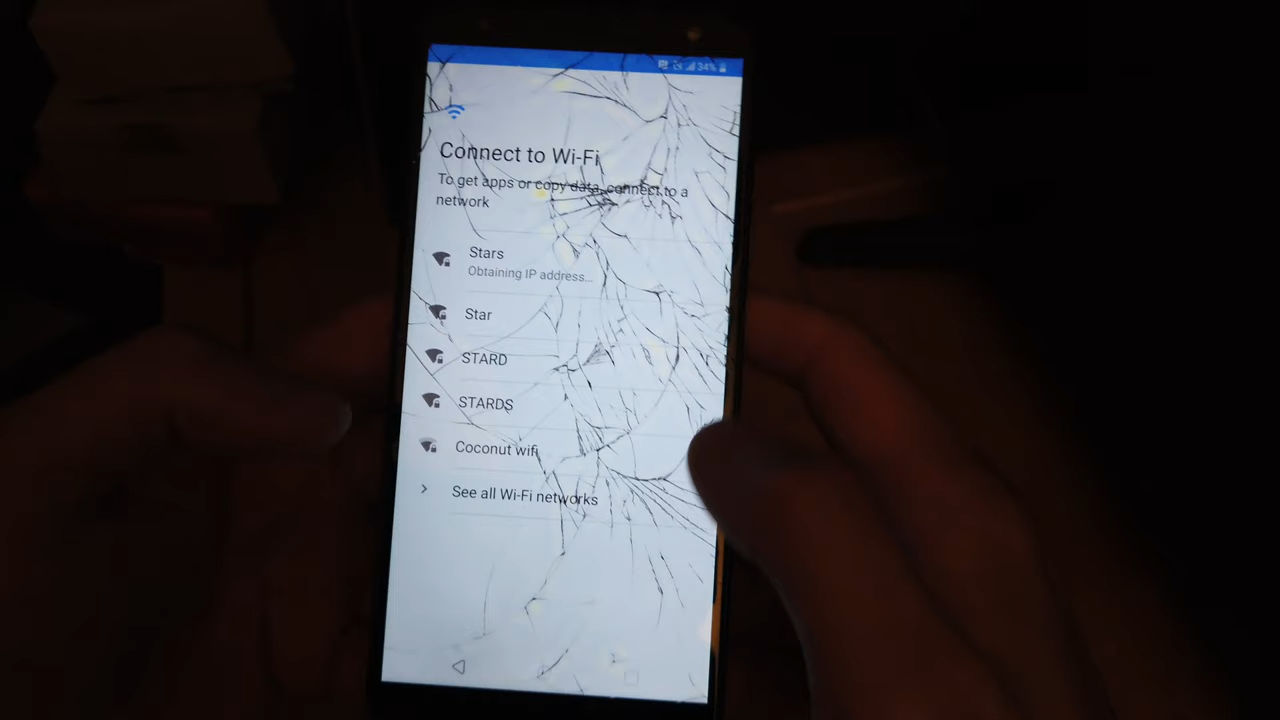 34%
Connect to Wi-Fi
To get apps or copy data, connect to a
network
Stars
Obtaining IP address...
Star
STARD
STARDS
Coconut wifi
See all Wi-Fi networks